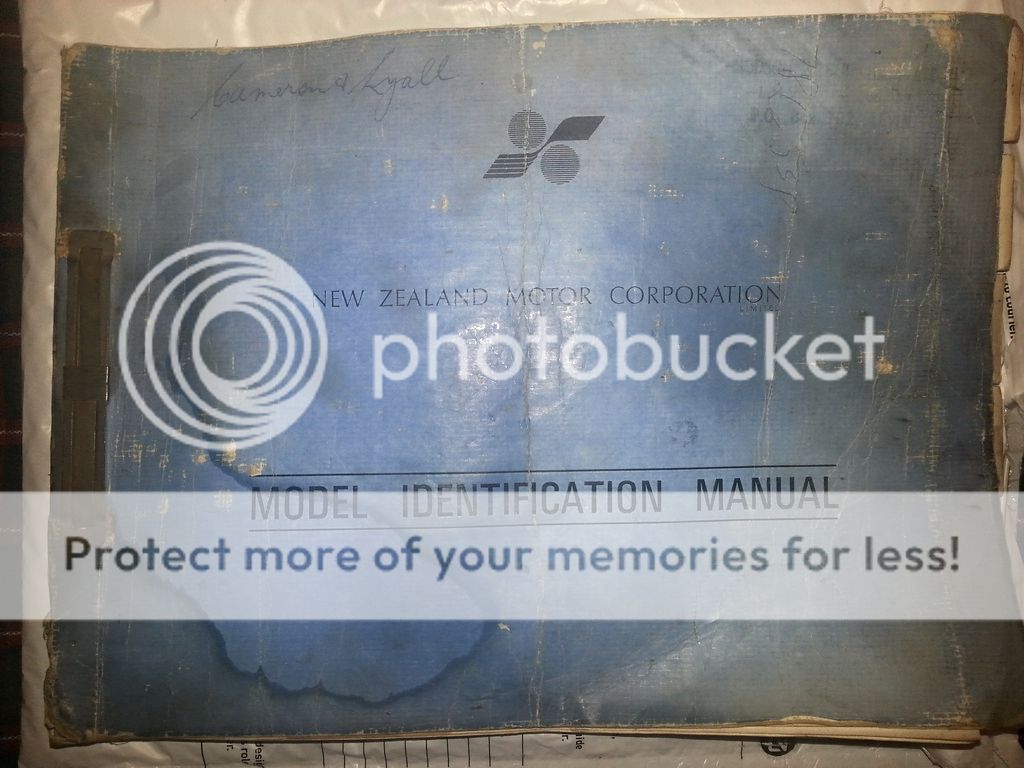 Cameron & Lyall
NEW ZEALAND MOTOR CORPORATION
LIMITED
photobucket
MODEL IDENTIFICATION MANUAL
Protect more of your memories for less!